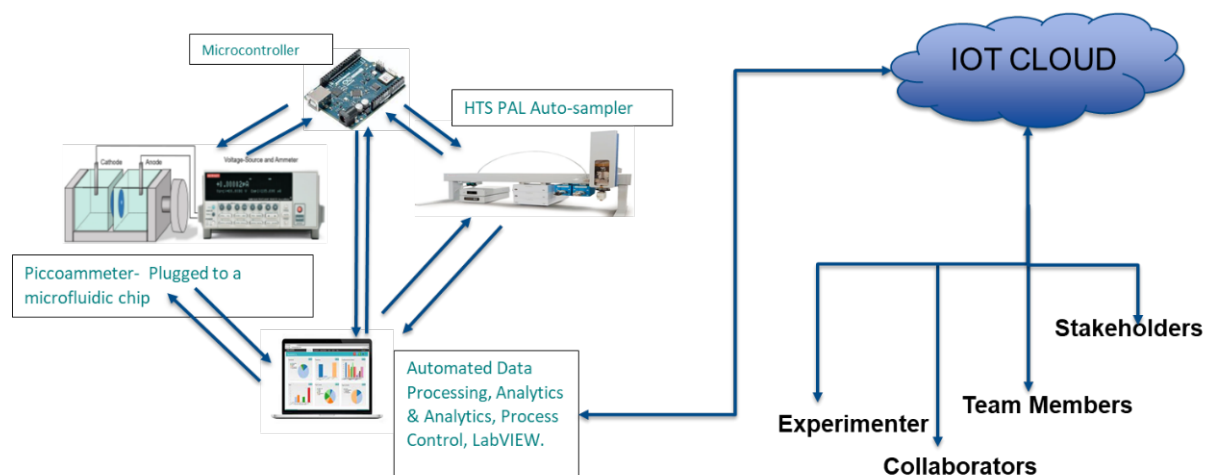 Microcontroller
IOT CLOUD
HTS PAL Auto-sampler
Cathode
Anode
Voltage-Source and Ammeter
Piccoammeter- Plugged to a
microfluidic chip
Automated Data
Processing, Analytics
& Analytics, Process
Control, LabVIEW.
Stakeholders
Team Members
Experimenter
Collaborators